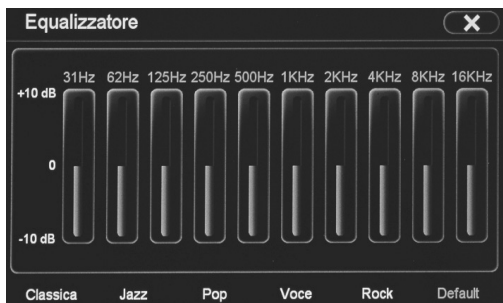 Equalizzatore
31Hz 62Hz 125Hz 250Hz 500Hz 1KHz 2KHz 4KHz 8KHz 16KHz
+10 dB
0
-10 dB
Classica Jazz Pop Voce Rock Default